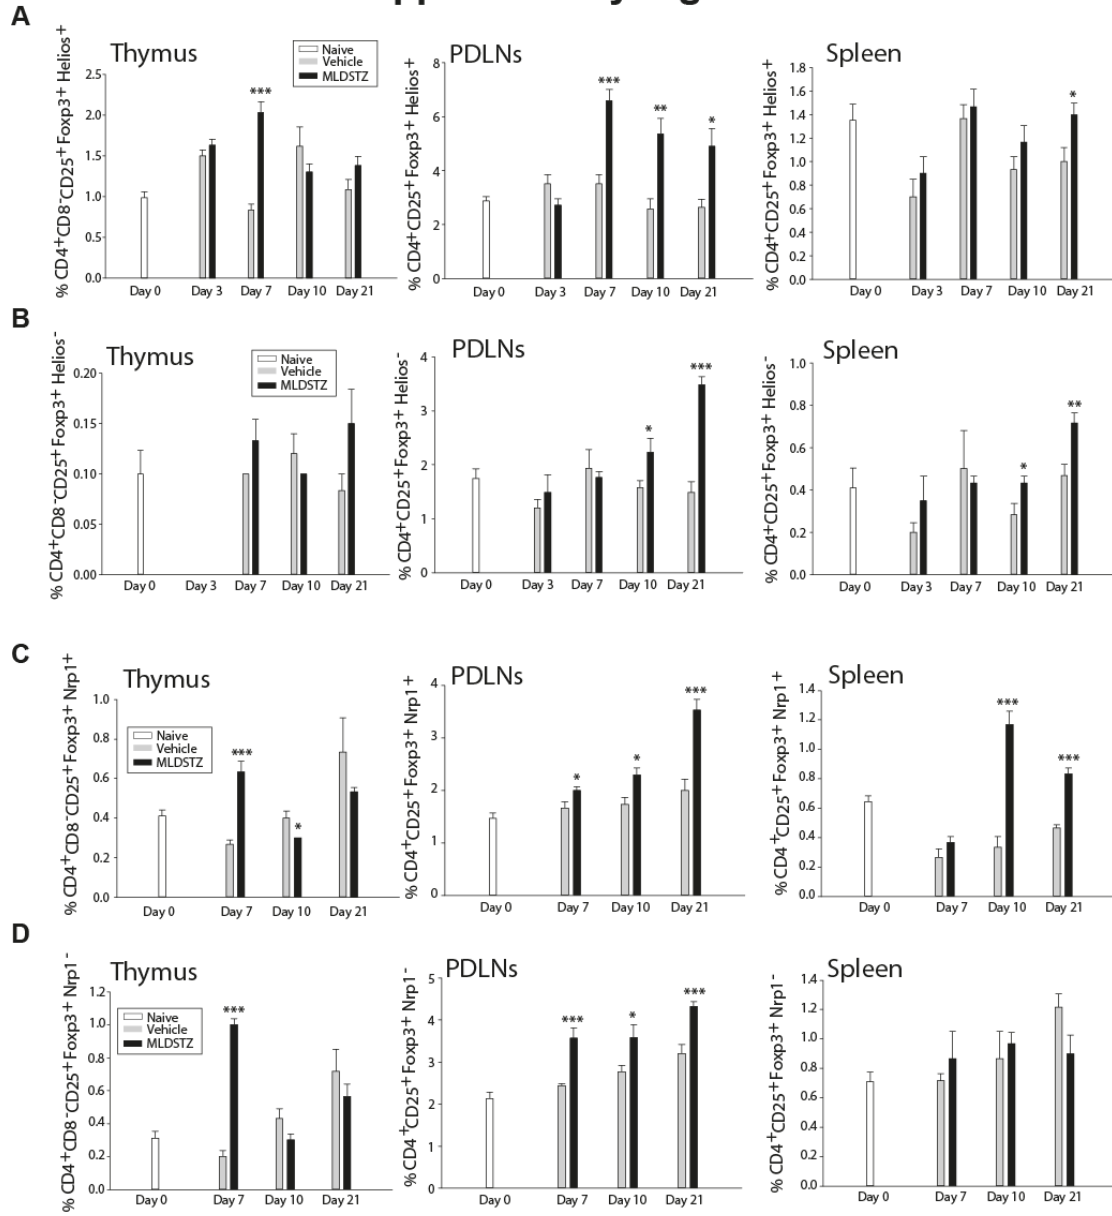 A
Thymus
Naive
Vehicle
MLDSTZ
% CD4+CD8-CD25+ Foxp3+ Helios+
2.5
2.0
1.5
1.0
0.5
0.0
***
Day 0 Day 3 Day 7 Day 10 Day 21
PDLNs
% CD4+CD25+ Foxp3+ Helios+
8
6
4
2
0
***
**
*
Day 0 Day 3 Day 7 Day 10 Day 21
Spleen
% CD4+CD25+ Foxp3+ Helios+
1.8
1.6
1.4
1.2
1.0
0.8
0.6
0.4
0.2
0.0
*
Day 0 Day 3 Day 7 Day 10 Day 21
B
Thymus
Naive
Vehicle
MLDSTZ
% CD4+CD8-CD25+ Foxp3+ Helios-
0.20
0.15
0.10
0.05
0.00
Day 0 Day 3 Day 7 Day 10 Day 21
PDLNs
% CD4+CD25+ Foxp3+ Helios-
4
3
2
1
0
*
***
Day 0 Day 3 Day 7 Day 10 Day 21
Spleen
% CD4+CD25+ Foxp3+ Helios-
1.0
0.8
0.6
0.4
0.2
0.0
*
**
Day 0 Day 3 Day 7 Day 10 Day 21
C
Thymus
Naive
Vehicle
MLDSTZ
% CD4+CD8-CD25+ Foxp3+ Nrp1+
1.0
0.8
0.6
0.4
0.2
0.0
***
*
Day 0 Day 7 Day 10 Day 21
PDLNs
% CD4+CD25+ Foxp3+ Nrp1+
4
3
2
1
0
*
*
***
Day 0 Day 7 Day 10 Day 21
Spleen
% CD4+CD25+ Foxp3+ Nrp1+
1.4
1.2
1.0
0.8
0.6
0.4
0.2
0.0
***
***
Day 0 Day 7 Day 10 Day 21
D
Thymus
Naive
Vehicle
MLDSTZ
% CD4+CD8-CD25+ Foxp3+ Nrp1-
1.2
1.0
0.8
0.6
0.4
0.2
0.0
***
Day 0 Day 7 Day 10 Day 21
PDLNs
% CD4+CD25+ Foxp3+ Nrp1-
5
4
3
2
1
0
***
*
***
Day 0 Day 7 Day 10 Day 21
Spleen
% CD4+CD25+ Foxp3+ Nrp1-
1.4
1.2
1.0
0.8
0.6
0.4
0.2
0.0
Day 0 Day 7 Day 10 Day 21